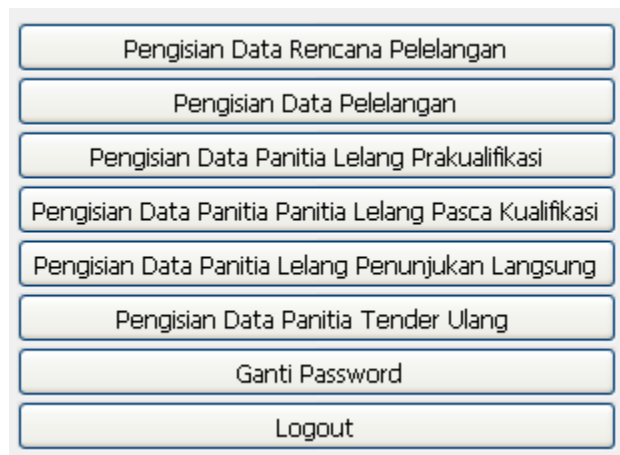 Pengisian Data Rencana Pelelangan
Pengisian Data Pelelangan
Pengisian Data Panitia Lelang Prakualifikasi
Pengisian Data Panitia Panitia Lelang Pasca Kualifikasi
Pengisian Data Panitia Lelang Penunjukan Langsung
Pengisian Data Panitia Tender Ulang
Ganti Password
Logout